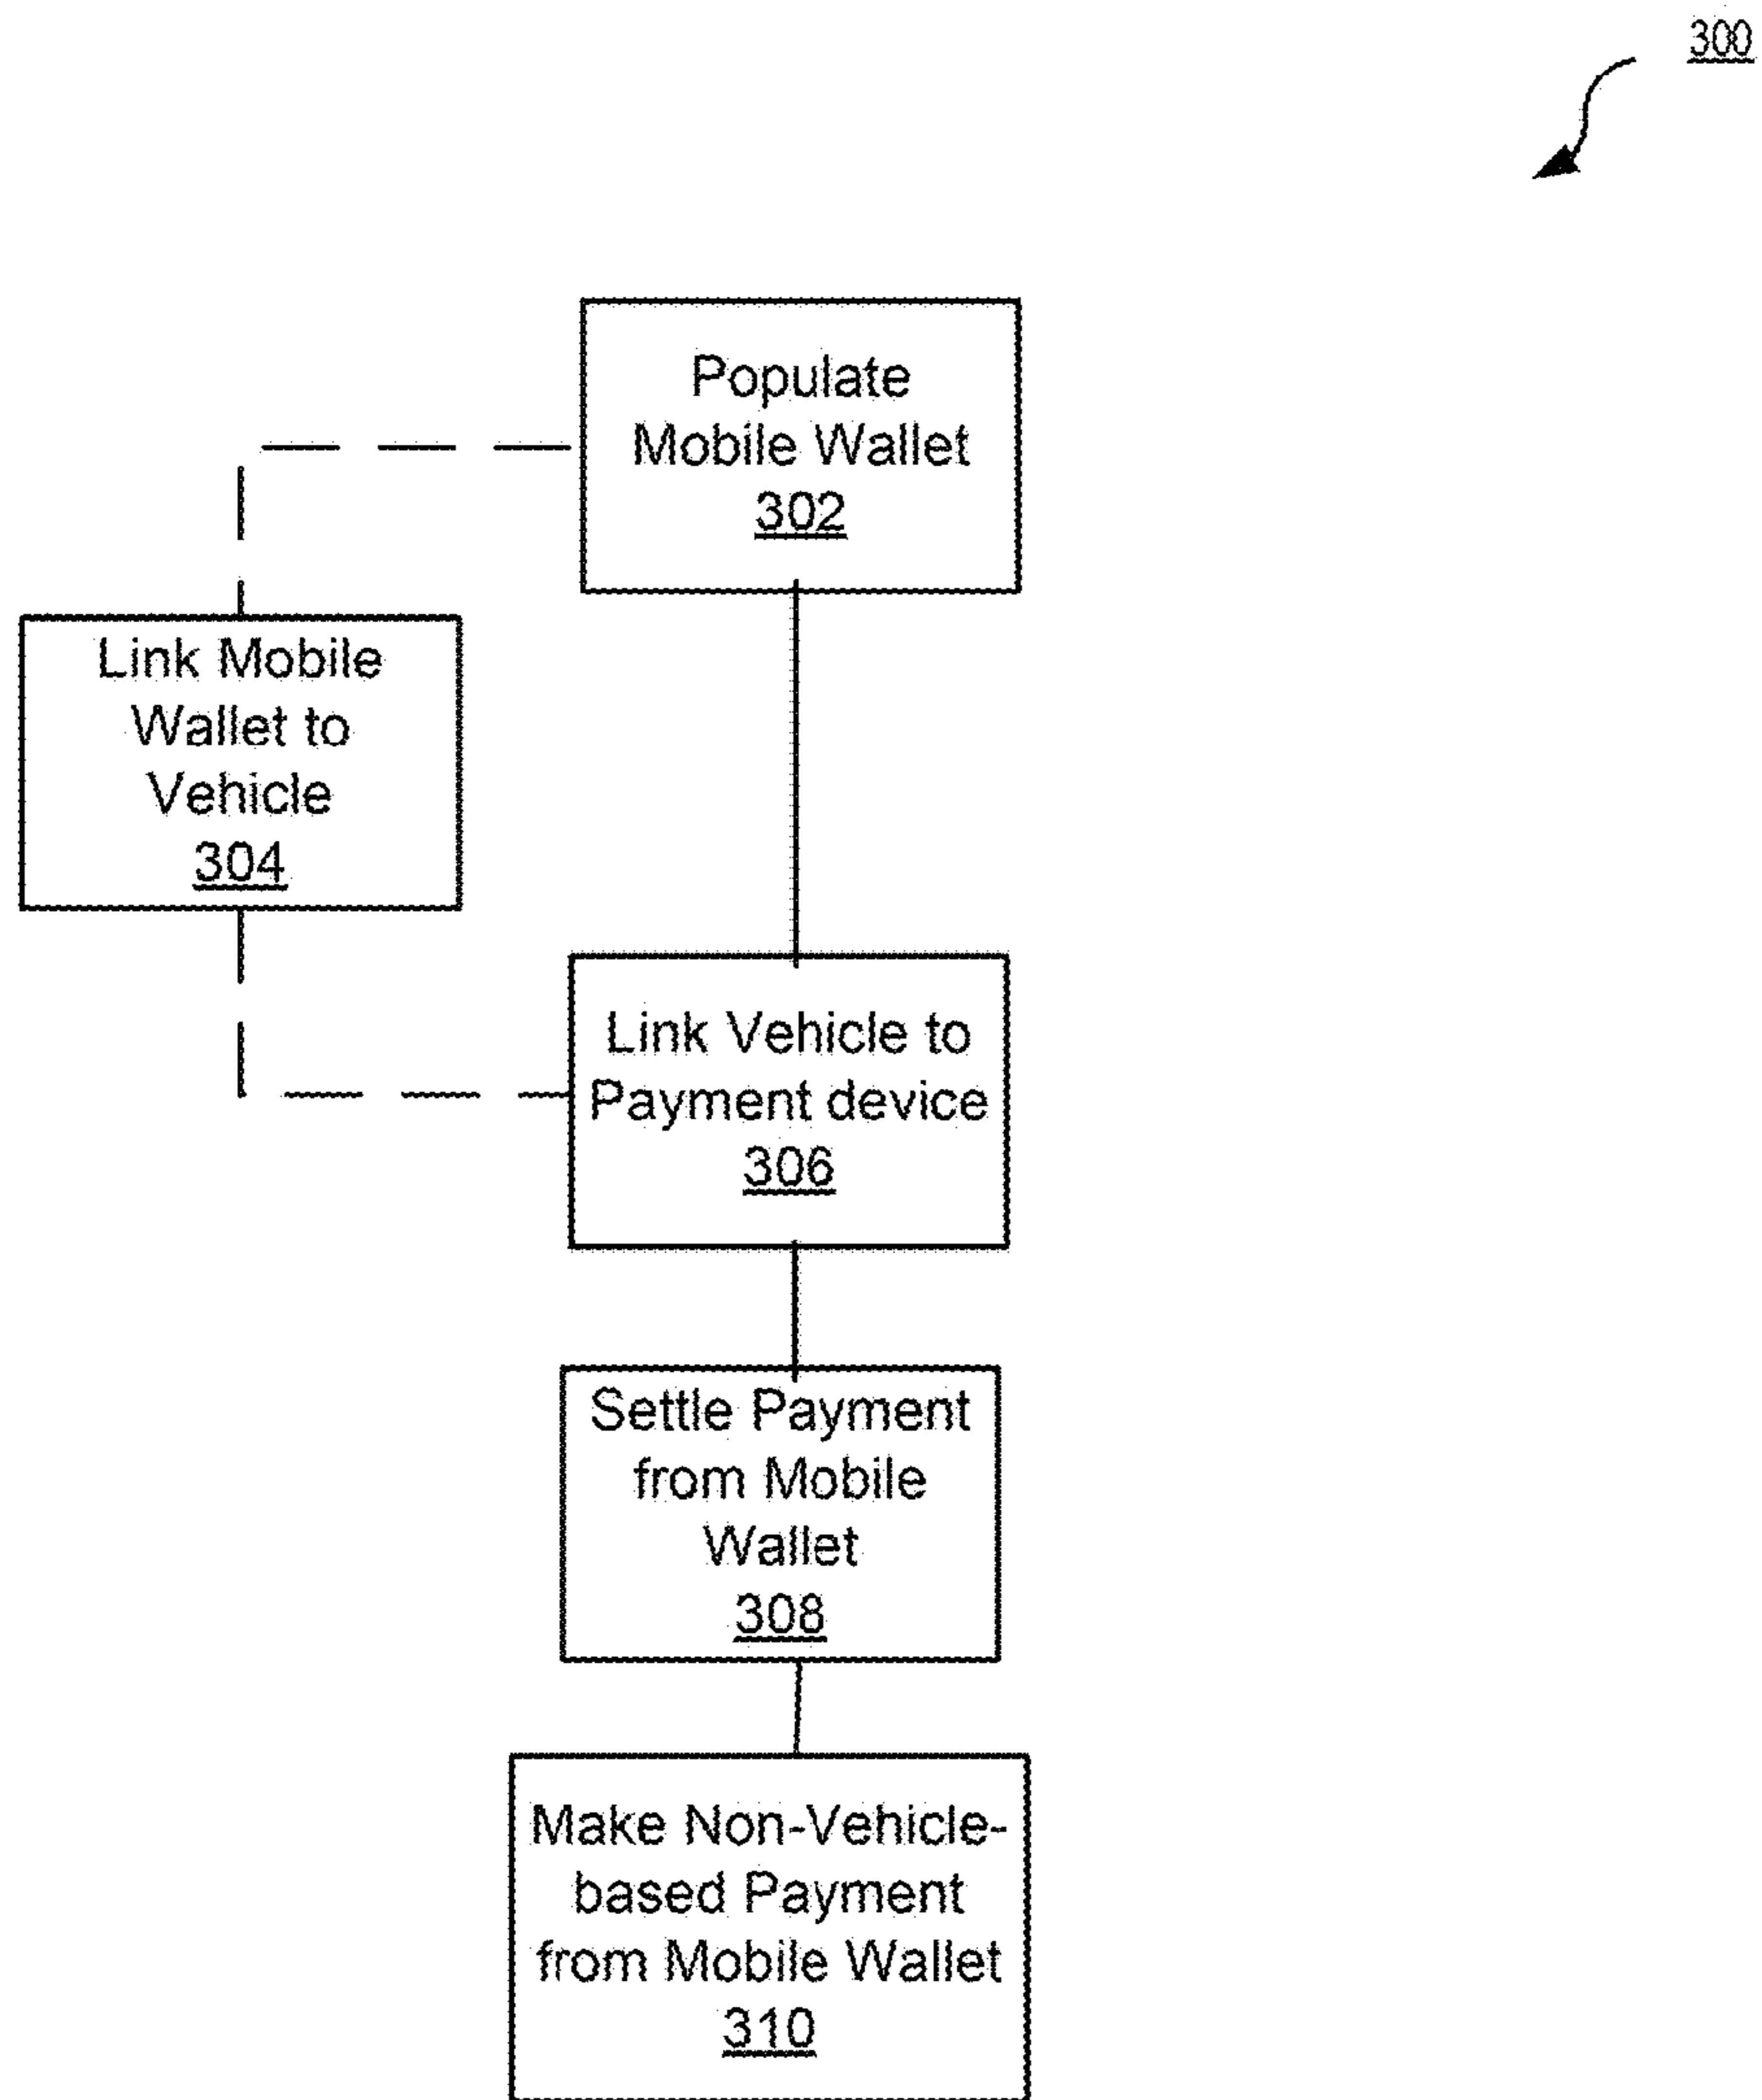 300
Populate
Mobile Wallet
302
Link Mobile
Wallet to
Vehicle
304
Link Vehicle to
Payment device
306
Settle Payment
from Mobile
Wallet
308
Make Non-Vehicle-
based Payment
from Mobile Wallet
310